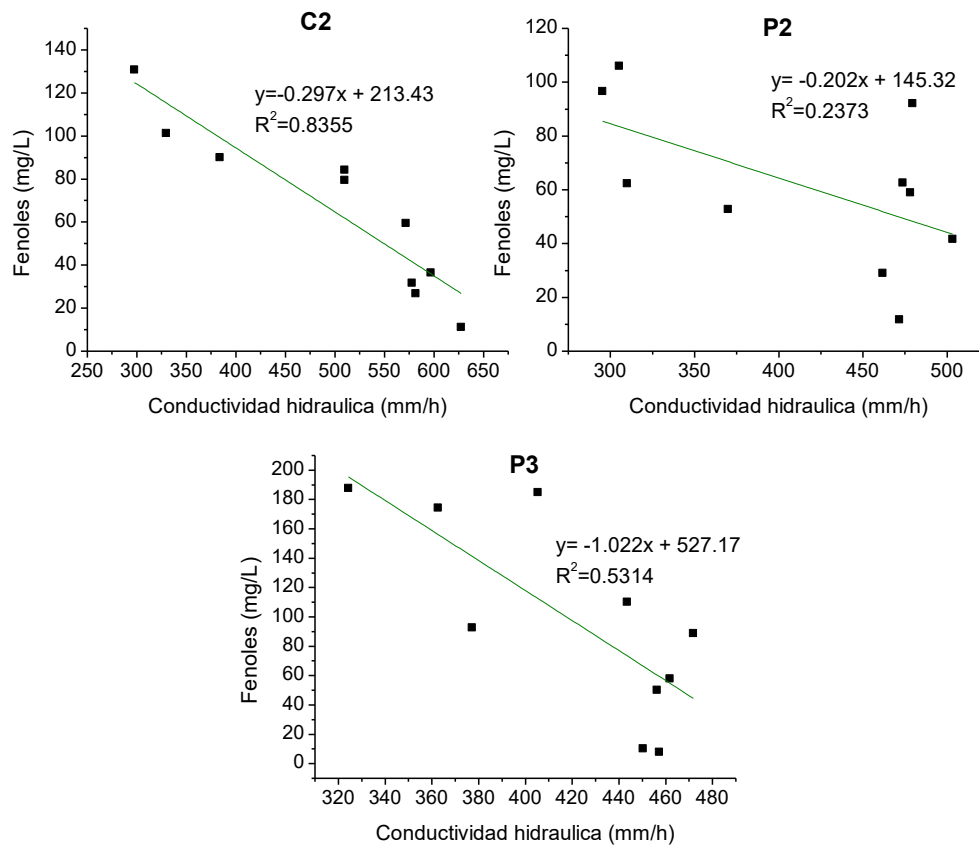 C2
140
120
100
80
60
40
20
0
Fenoles (mg/L)
y=-0.297x + 213.43
R²=0.8355
250 300 350 400 450 500 550 600 650
Conductividad hidraulica (mm/h)
P2
120
100
80
60
40
20
0
Fenoles (mg/L)
y= -0.202x + 145.32
R²=0.2373
300 350 400 450 500
Conductividad hidraulica (mm/h)
P3
200
180
160
140
120
100
80
60
40
20
0
Fenoles (mg/L)
y= -1.022x + 527.17
R²=0.5314
320 340 360 380 400 420 440 460 480
Conductividad hidraulica (mm/h)